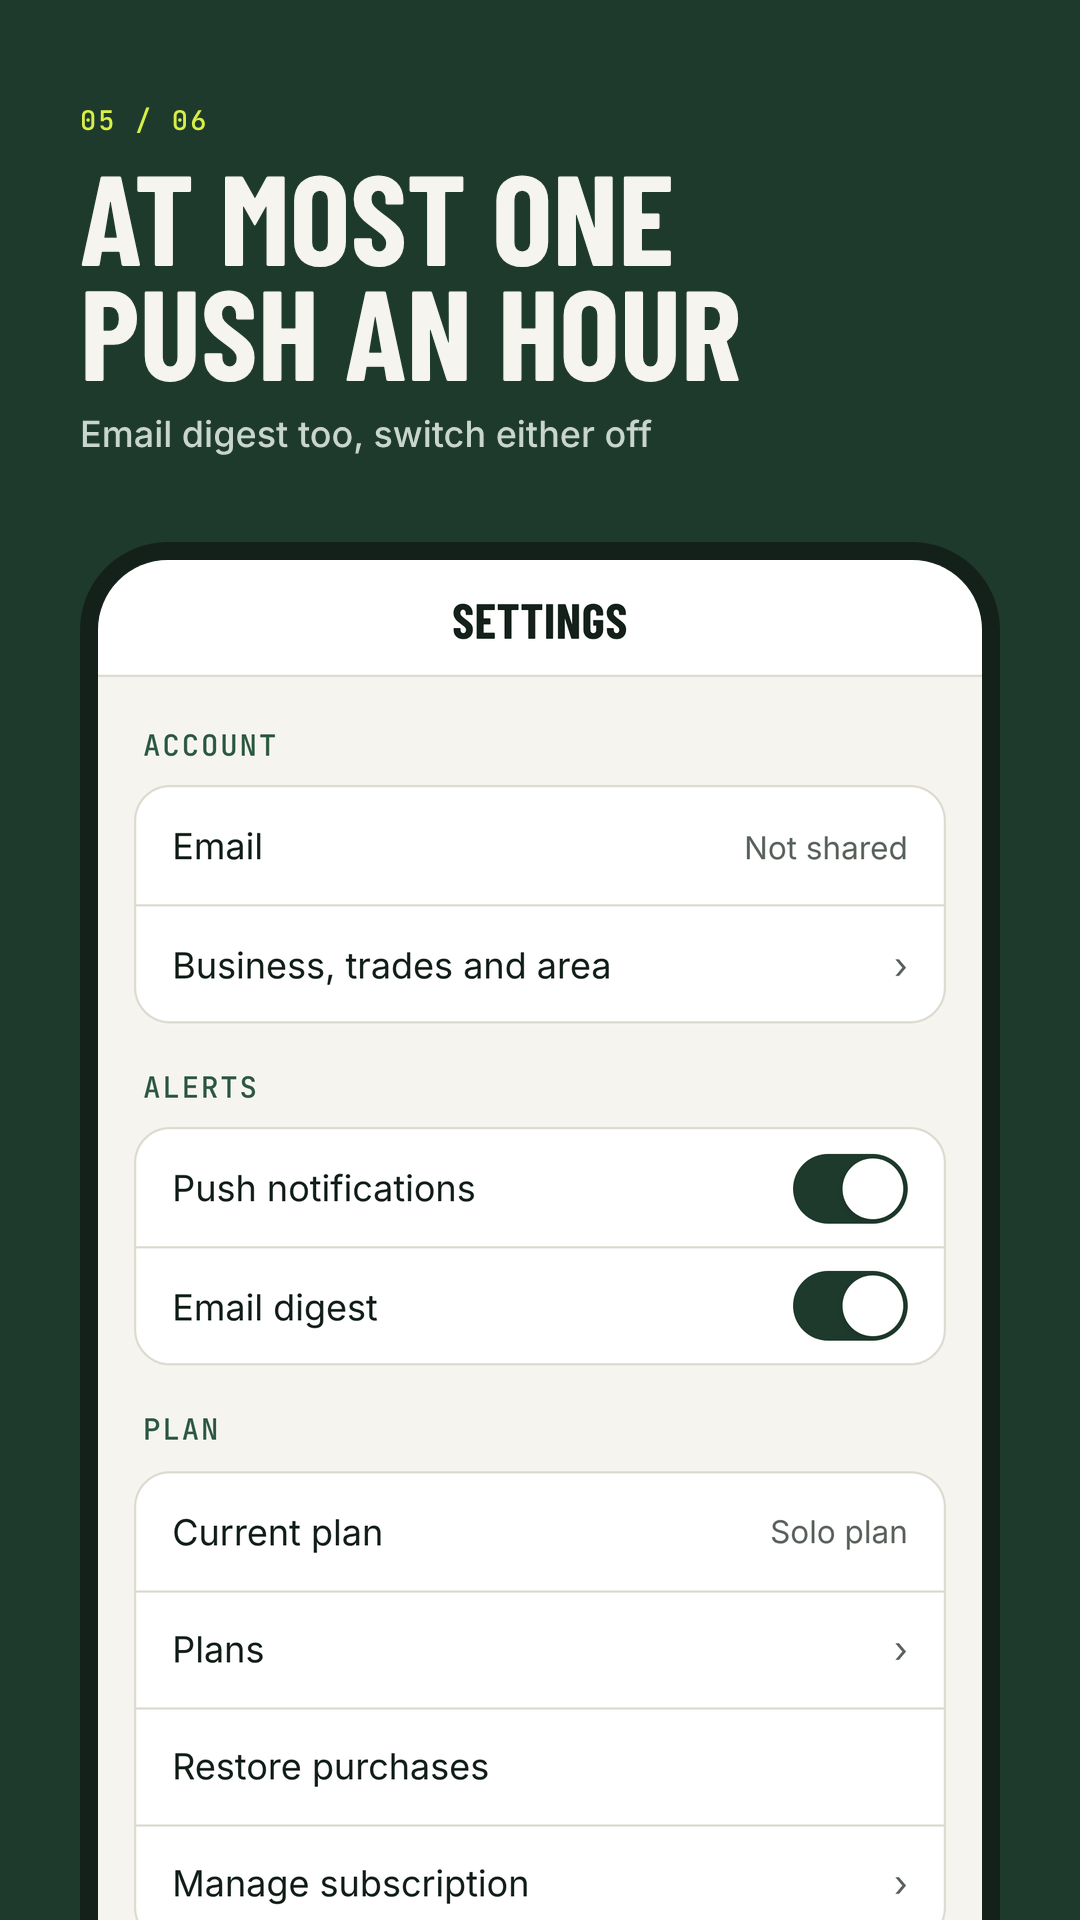 05 / 06
AT MOST ONE
PUSH AN HOUR
Email digest too, switch either off
SETTINGS
ACCOUNT
Email Not shared
Business, trades and area ›
ALERTS
Push notifications
Email digest
PLAN
Current plan Solo plan
Plans ›
Restore purchases
Manage subscription ›